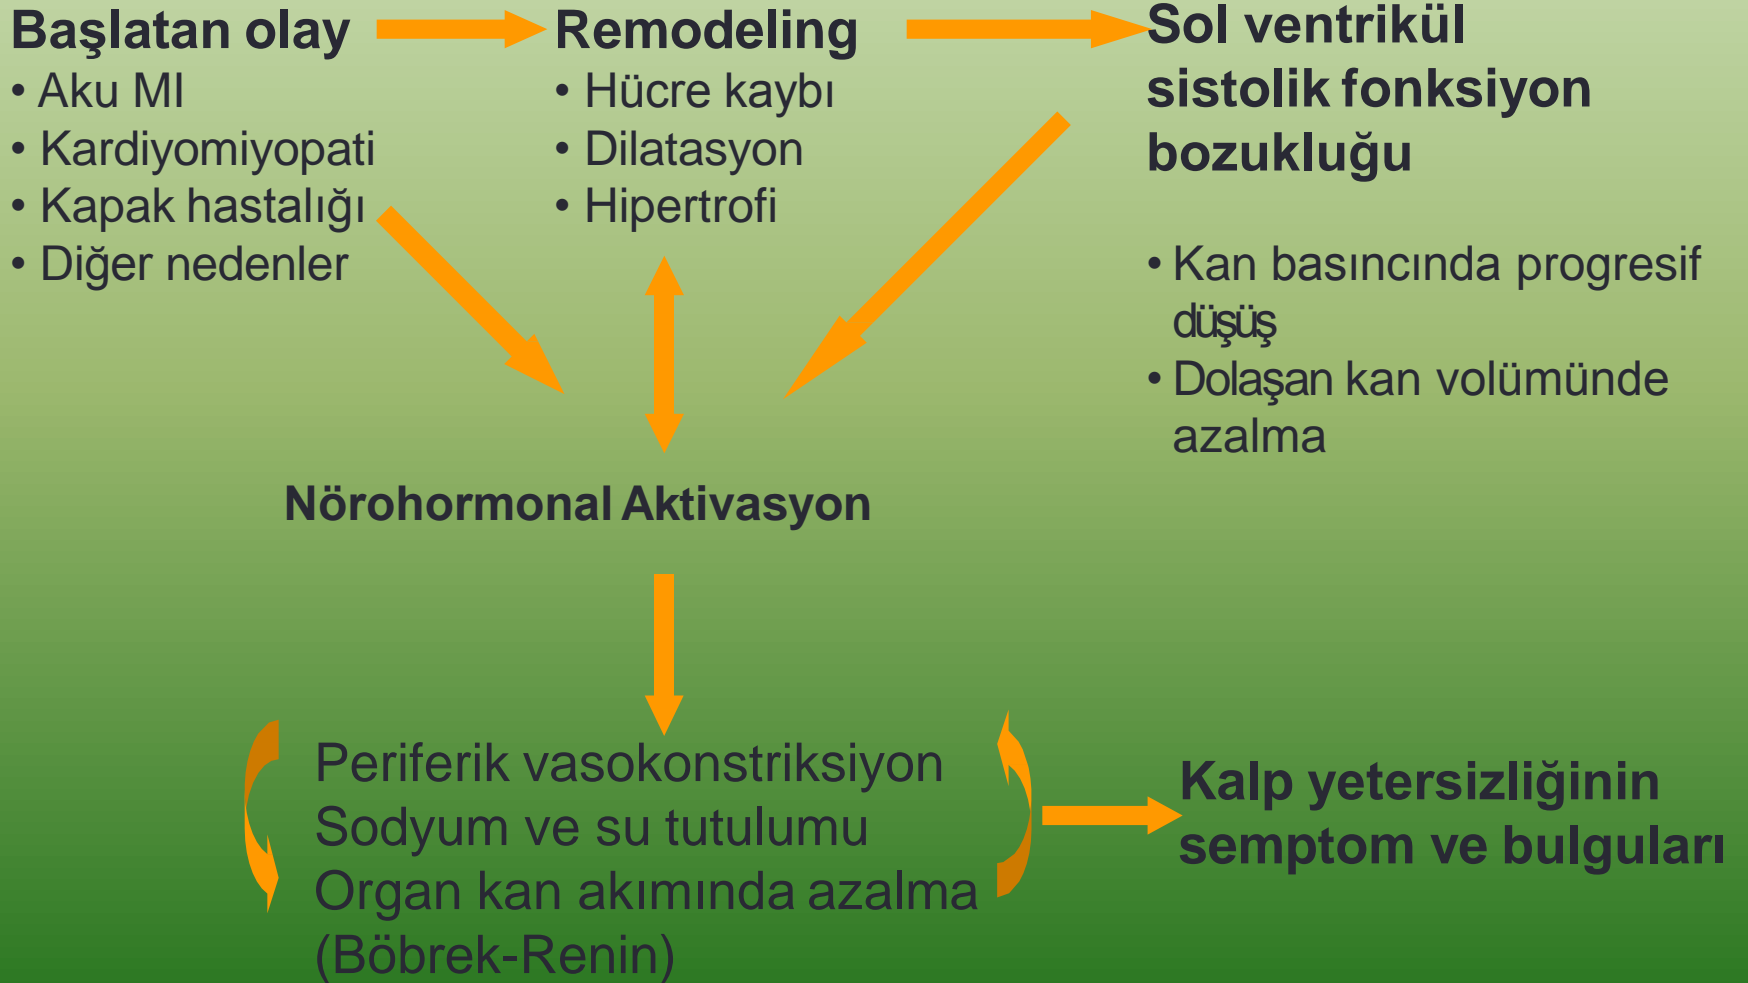 Başlatan olay
• Aku MI
• Kardiyomiyopati
• Kapak hastalığı
• Diğer nedenler
Remodeling
• Hücre kaybı
• Dilatasyon
• Hipertrofi
Sol ventrikül
sistolik fonksiyon
bozukluğu
• Kan basıncında progresif
düşüş
• Dolaşan kan volümünde
azalma
Nörohormonal Aktivasyon
Periferik vasokonstriksiyon
Sodyum ve su tutulumu
Organ kan akımında azalma
(Böbrek-Renin)
Kalp yetersizliğinin
semptom ve bulguları